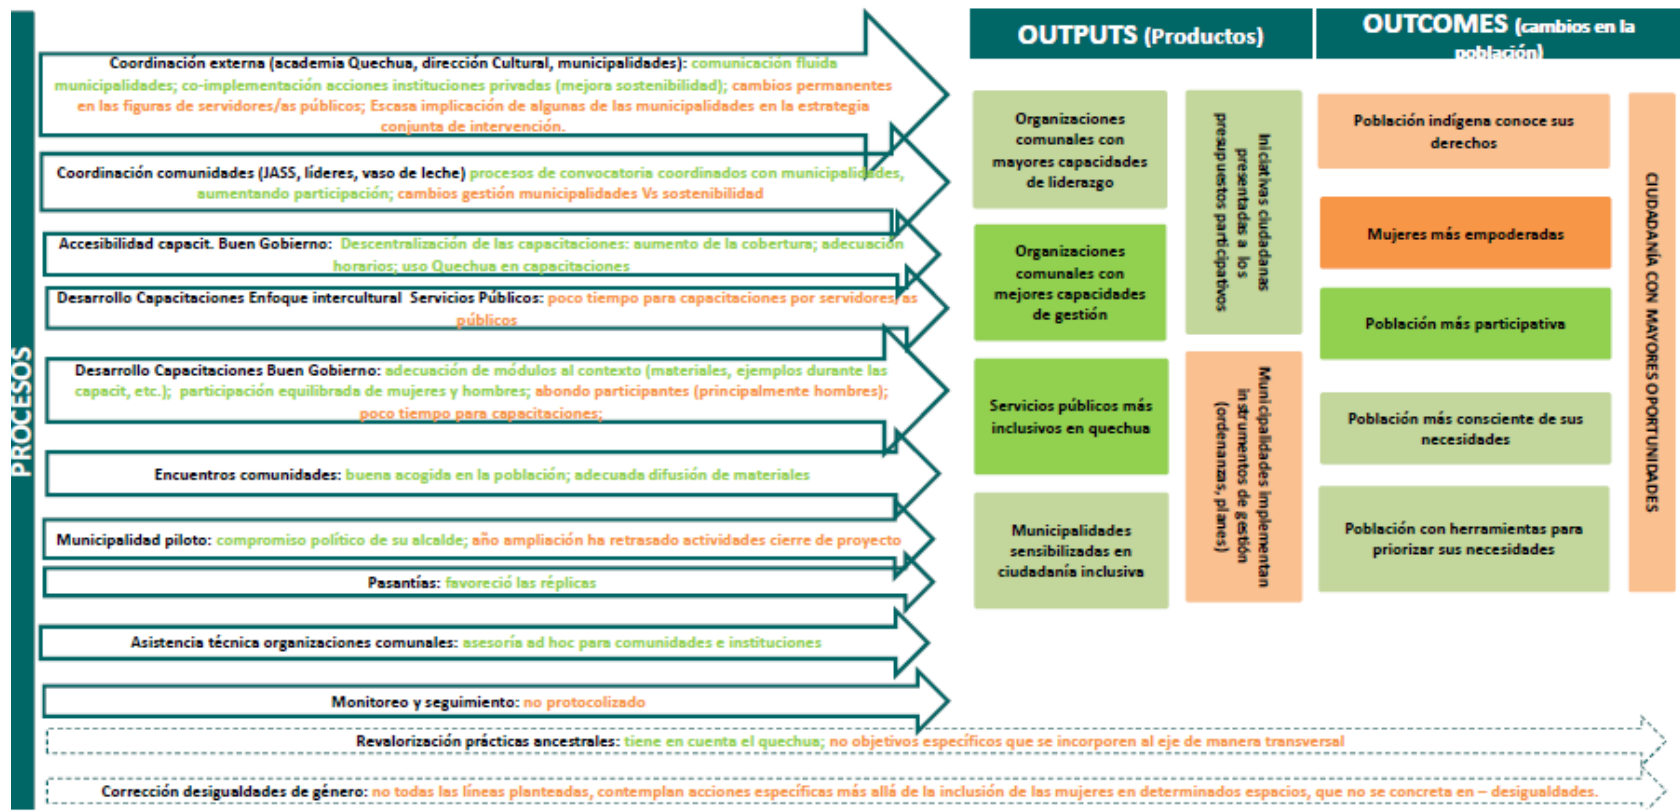 PROCESOS
Coordinación externa (academia Quechua, dirección Cultural, municipalidades): comunicación fluida
municipalidades; co-implementación acciones instituciones privadas (mejora sostenibilidad); cambios permanentes
en las figuras de servidores/as públicos; Escasa implicación de algunas de las municipalidades en la estrategia
conjunta de intervención.
Coordinación comunidades (JASS, líderes, vaso de leche) procesos de convocatoria coordinados con municipalidades,
aumentando participación; cambios gestión municipalidades Vs sostenibilidad
Accesibilidad capacit. Buen Gobierno: Descentralización de las capacitaciones: aumento de la cobertura; adecuación
horarios; uso Quechua en capacitaciones
Desarrollo Capacitaciones Enfoque intercultural Servicios Públicos: poco tiempo para capacitaciones por servidores/as
públicos
Desarrollo Capacitaciones Buen Gobierno: adecuación de módulos al contexto (materiales, ejemplos durante las
capacit, etc.); participación equilibrada de mujeres y hombres; abondo participantes (principalmente hombres);
poco tiempo para capacitaciones;
Encuentros comunidades: buena acogida en la población; adecuada difusión de materiales
Municipalidad piloto: compromiso político de su alcalde; año ampliación ha retrasado actividades cierre de proyecto
Pasantías: favoreció las réplicas
Asistencia técnica organizaciones comunales: asesoría ad hoc para comunidades e instituciones
Monitoreo y seguimiento: no protocolizado
Revalorización prácticas ancestrales: tiene en cuenta el quechua; no objetivos específicos que se incorporen al eje de manera transversal
Corrección desigualdades de género: no todas las líneas planteadas, contemplan acciones específicas más allá de la inclusión de las mujeres en determinados espacios, que no se concreta en – desigualdades.
OUTPUTS (Productos)
Organizaciones
comunales con
mayores capacidades
de liderazgo
Organizaciones
comunales con
mejores capacidades
de gestión
Servicios públicos más
inclusivos en quechua
Municipalidades
sensibilizadas en
ciudadanía inclusiva
Iniciativas ciudadanas
presentadas a los
presupuestos participativos
Municipalidades implementan
instrumentos de gestión
(ordenanzas, planes)
OUTCOMES (cambios en la
población)
Población indígena conoce sus
derechos
Mujeres más empoderadas
Población más participativa
Población más consciente de sus
necesidades
Población con herramientas para
priorizar sus necesidades
CIUDADANÍA CON MAYORES OPORTUNIDADES